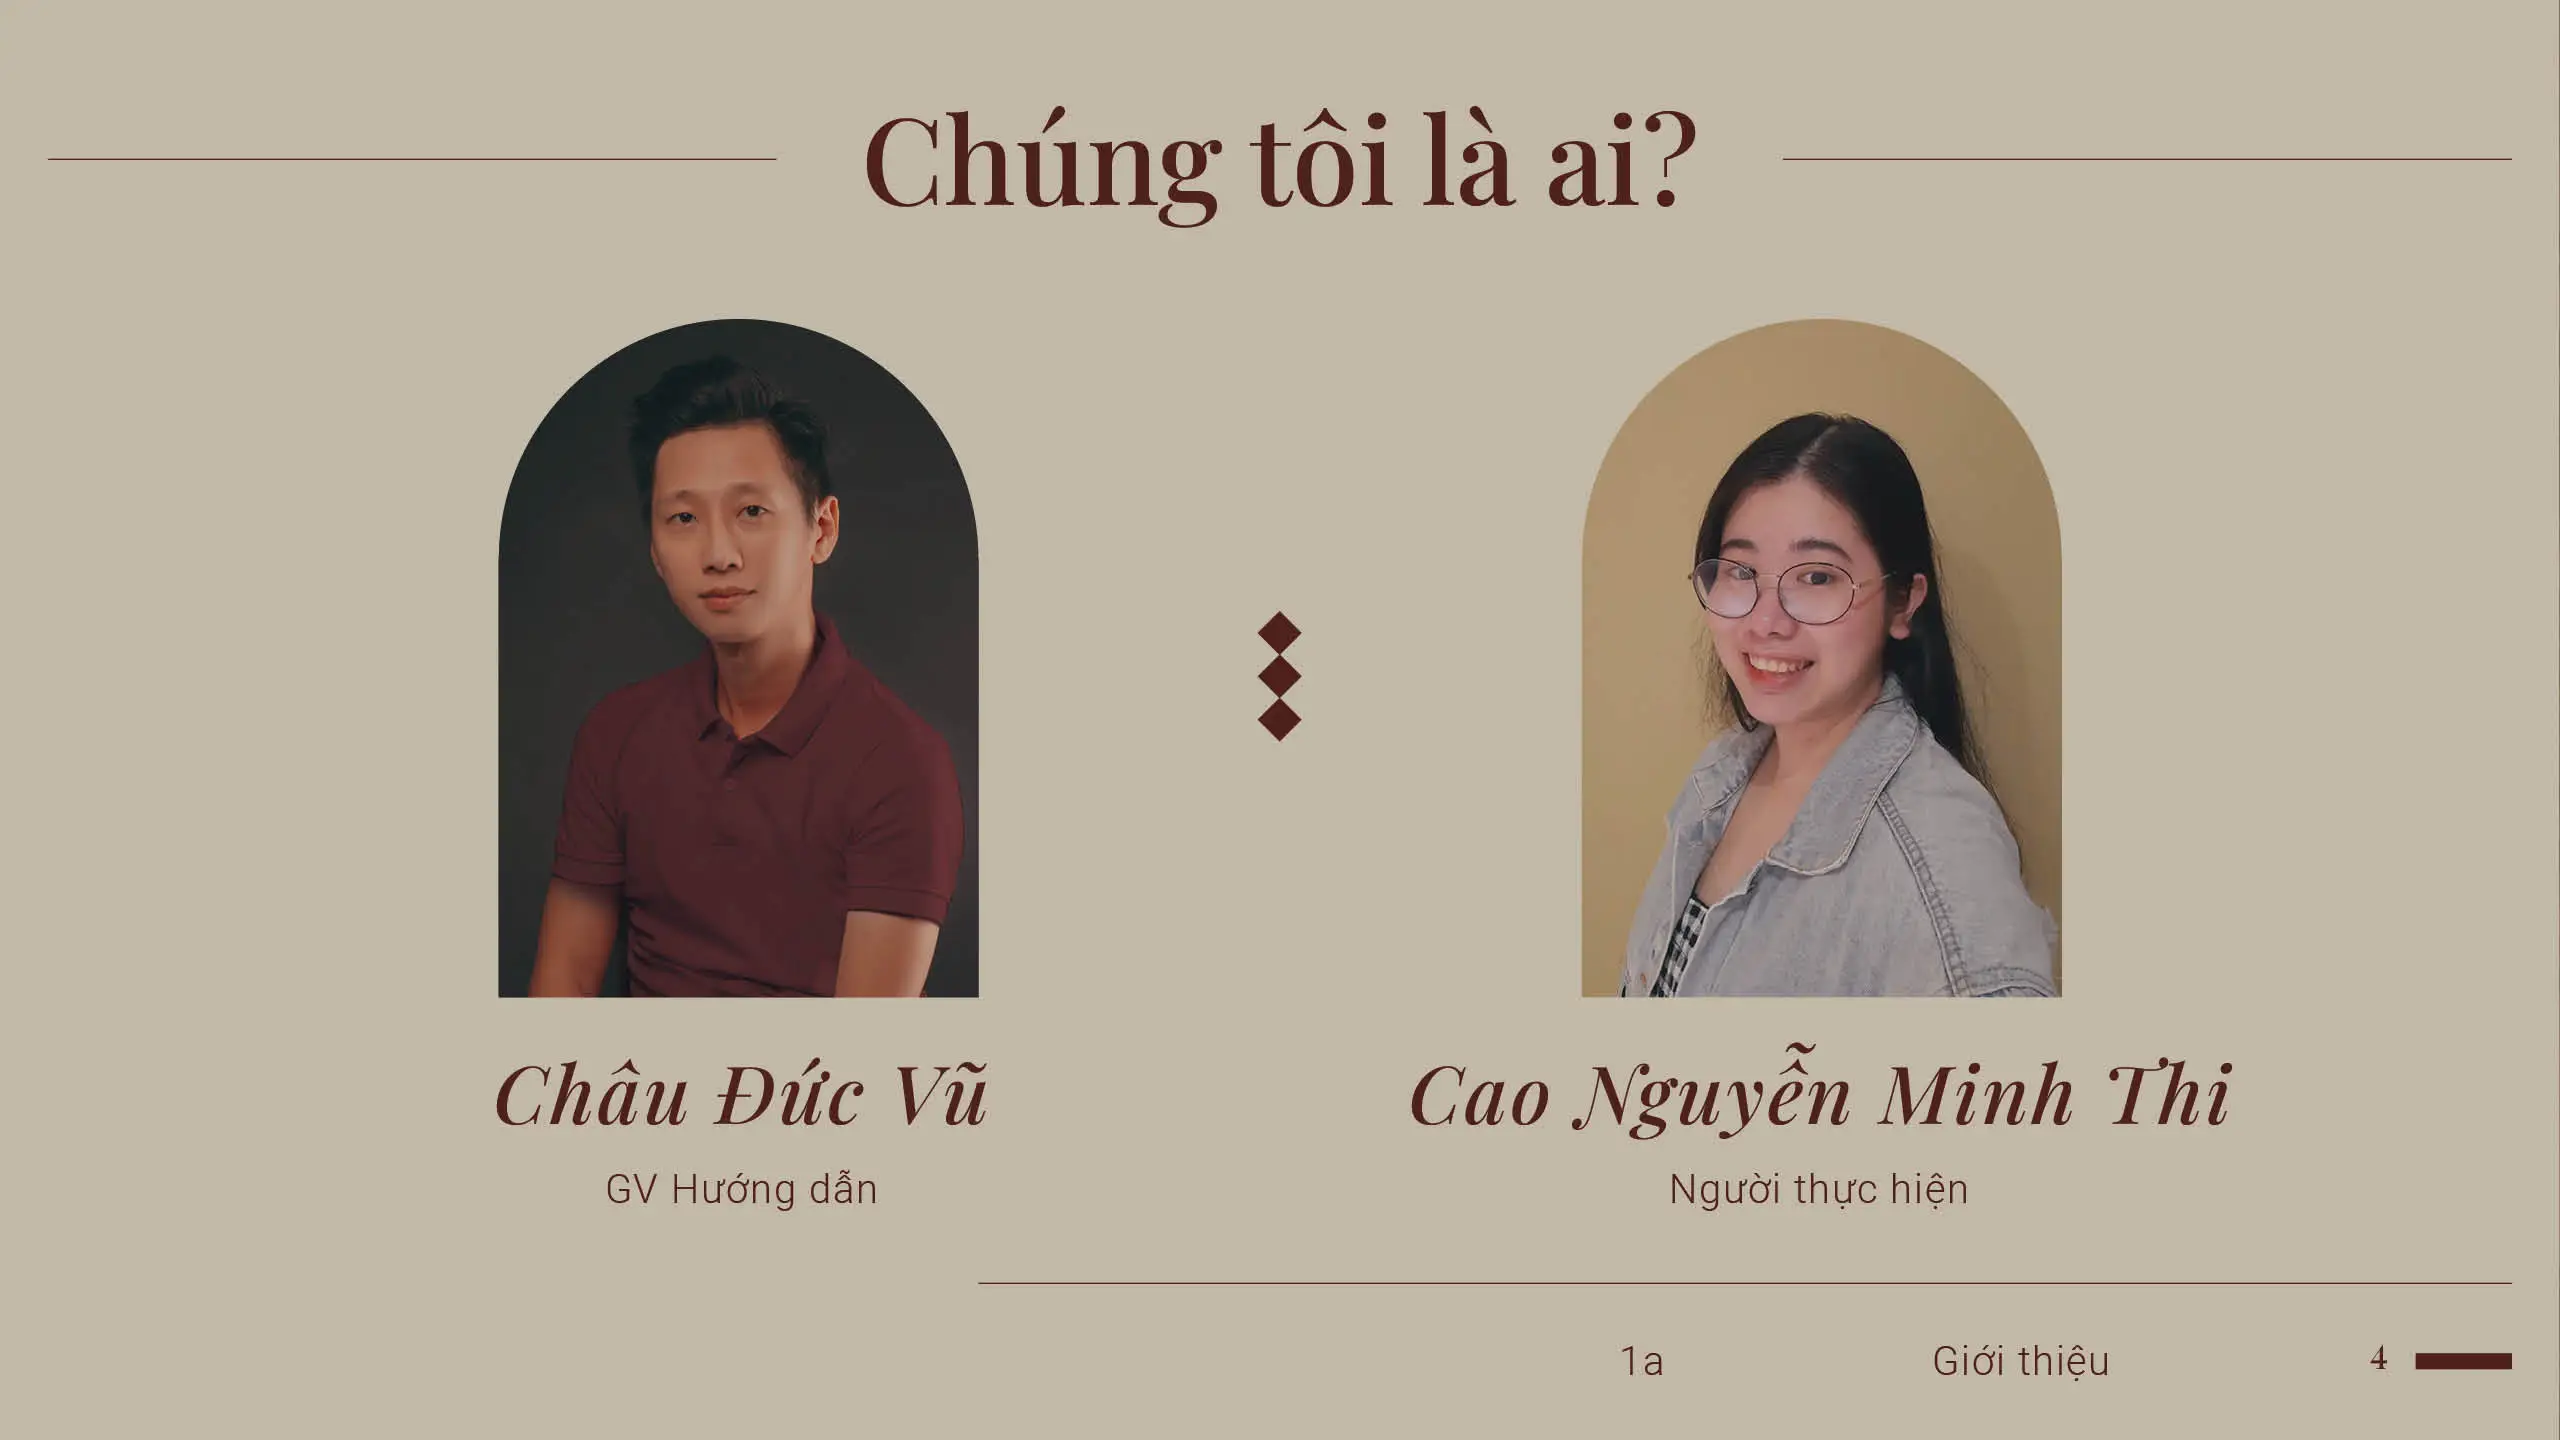 Chúng tôi là ai?
Châu Đức Vũ
GV Hướng dẫn
Cao Nguyễn Minh Thi
Người thực hiện
1a
Giới thiệu
4